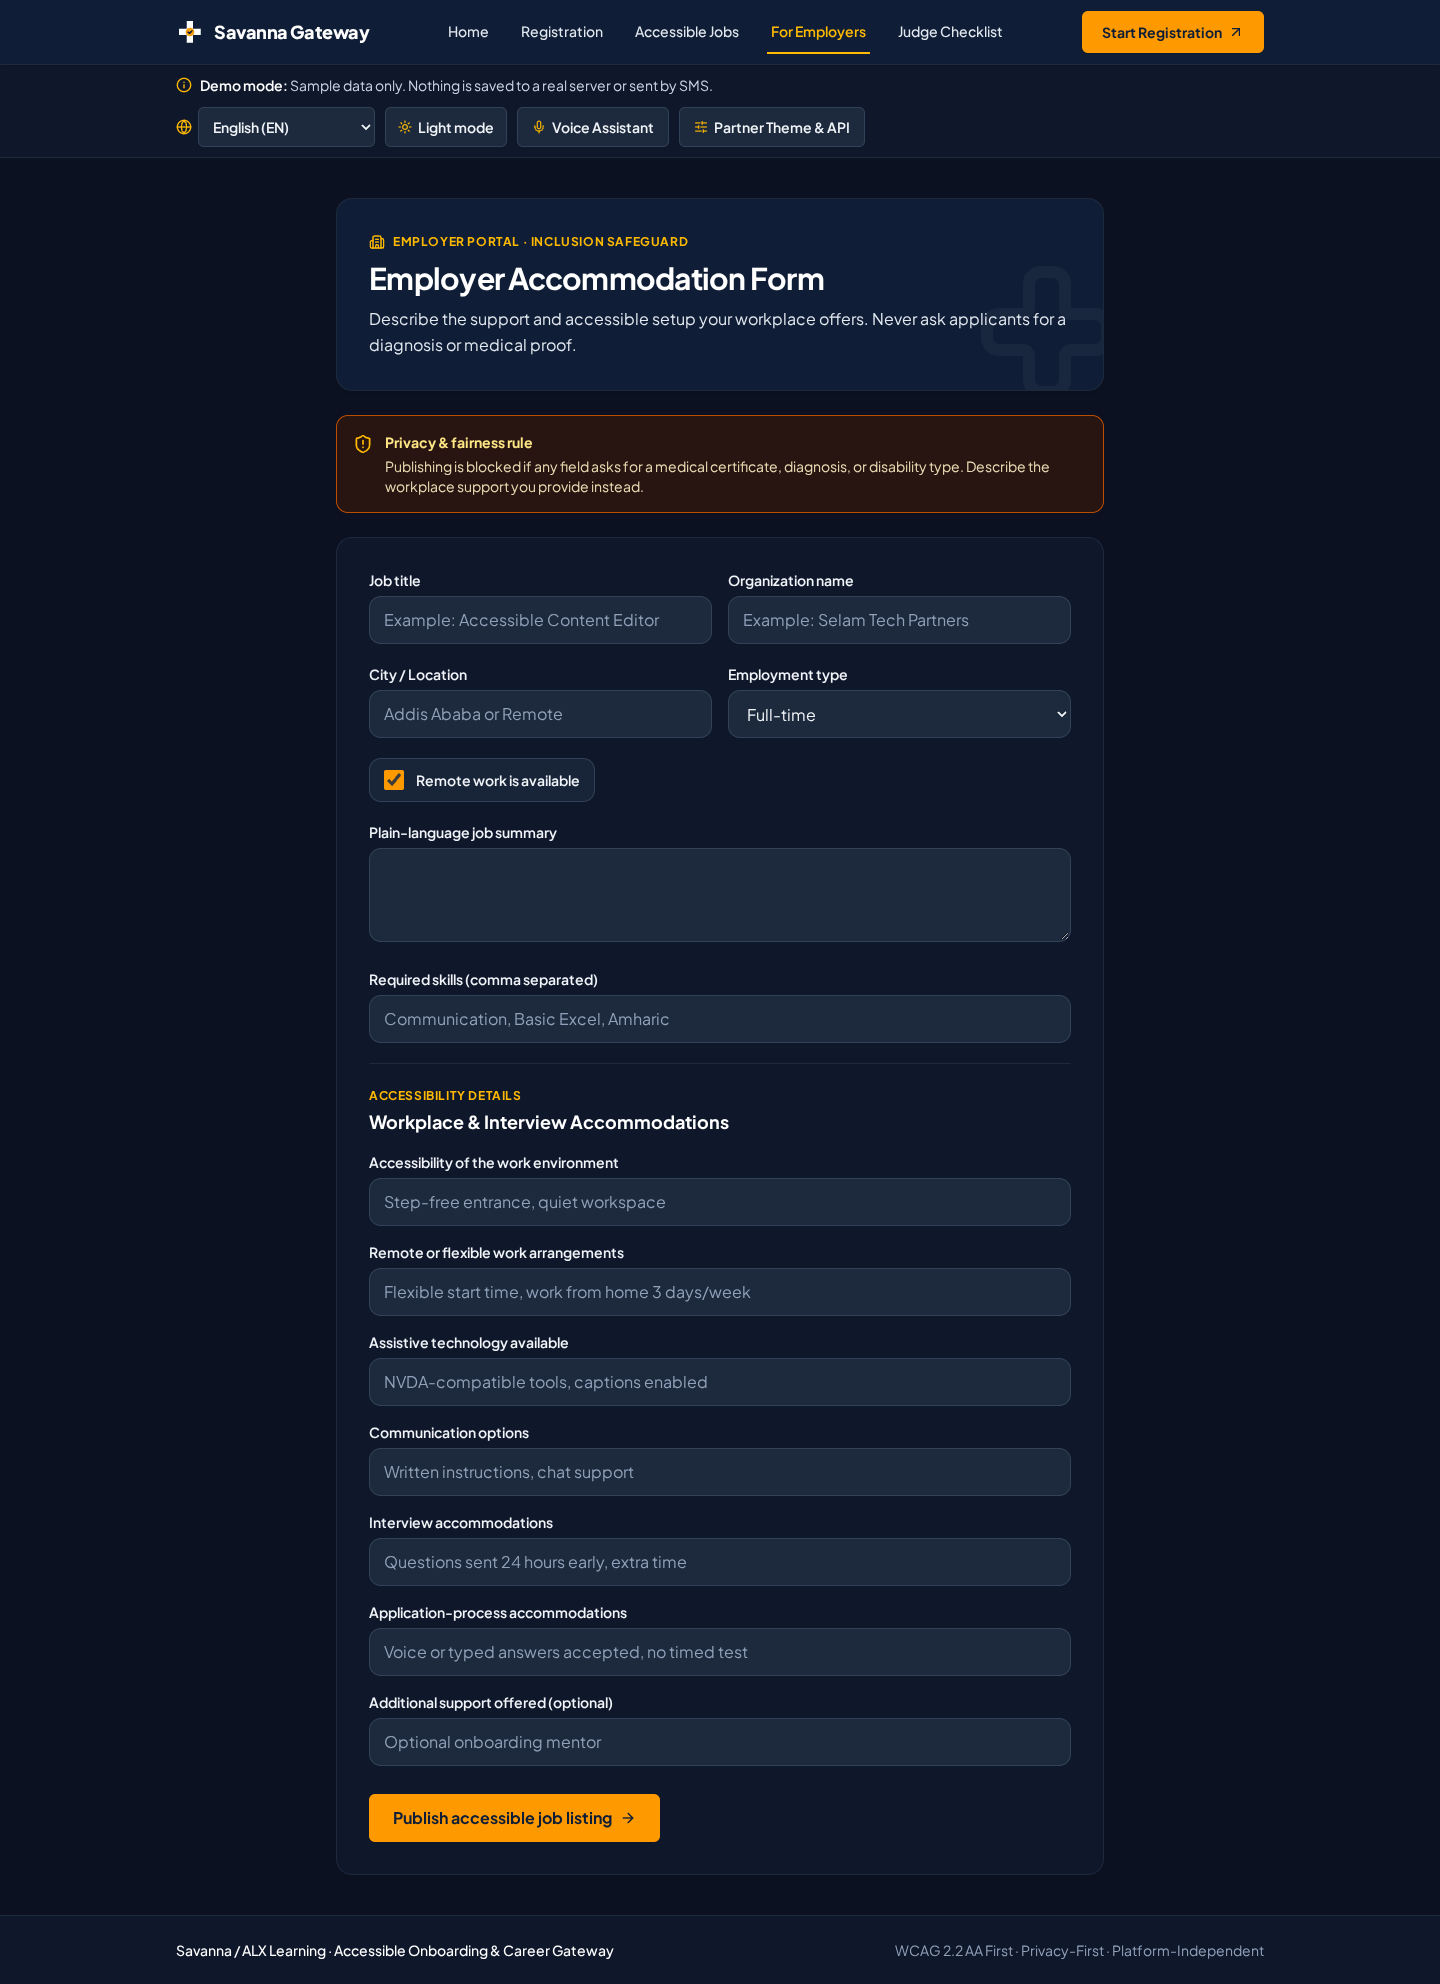 Savanna Gateway
Home
Registration
Accessible Jobs
For Employers
Judge Checklist
Start Registration
Demo mode: Sample data only. Nothing is saved to a real server or sent by SMS.
English (EN)
Light mode
Voice Assistant
Partner Theme & API
EMPLOYER PORTAL · INCLUSION SAFEGUARD
Employer Accommodation Form
Describe the support and accessible setup your workplace offers. Never ask applicants for a
diagnosis or medical proof.
Privacy & fairness rule
Publishing is blocked if any field asks for a medical certificate, diagnosis, or disability type. Describe the
workplace support you provide instead.
Job title
Organization name
Example: Accessible Content Editor
Example: Selam Tech Partners
City / Location
Employment type
Addis Ababa or Remote
Full-time
Remote work is available
Plain-language job summary
Required skills (comma separated)
Communication, Basic Excel, Amharic
ACCESSIBILITY DETAILS
Workplace & Interview Accommodations
Accessibility of the work environment
Step-free entrance, quiet workspace
Remote or flexible work arrangements
Flexible start time, work from home 3 days/week
Assistive technology available
NVDA-compatible tools, captions enabled
Communication options
Written instructions, chat support
Interview accommodations
Questions sent 24 hours early, extra time
Application-process accommodations
Voice or typed answers accepted, no timed test
Additional support offered (optional)
Optional onboarding mentor
Publish accessible job listing
Savanna / ALX Learning · Accessible Onboarding & Career Gateway
WCAG 2.2 AA First · Privacy-First · Platform-Independent